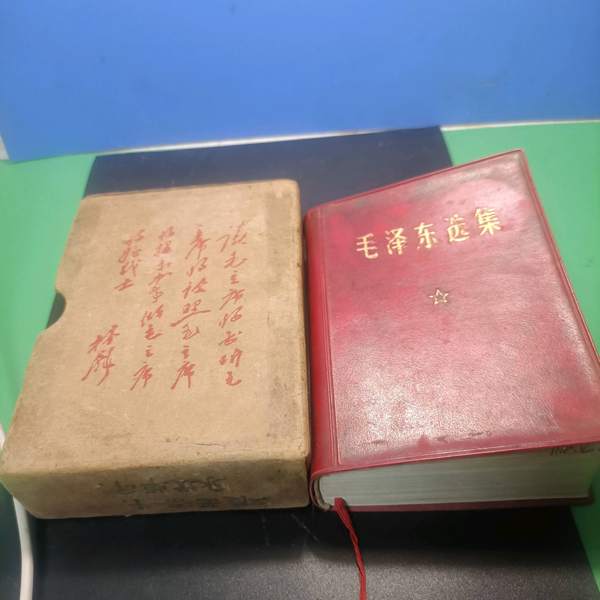 读毛主席的书听毛
主席的话照毛主席
的指示办事做毛主席
的好战士
林彪
毛泽东选集